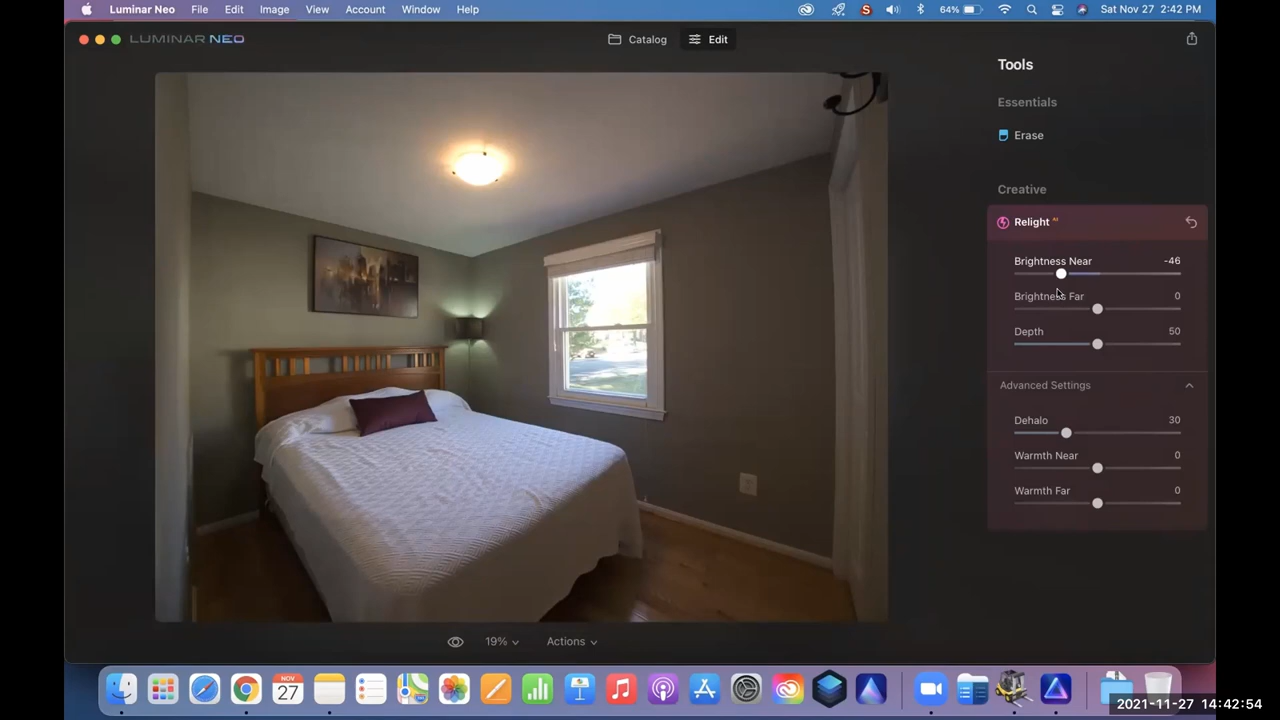 Luminar Neo File Edit Image View Account Window Help 64% Sat Nov 27 2:42 PM
LUMINAR NEO Catalog Edit
Tools
Essentials
Erase
Creative
Relight AI
Brightness Near -46
Brightness Far 0
Depth 50
Advanced Settings
Dehalo 30
Warmth Near 0
Warmth Far 0
19% Actions
NOV
27
2021-11-27 14:42:54